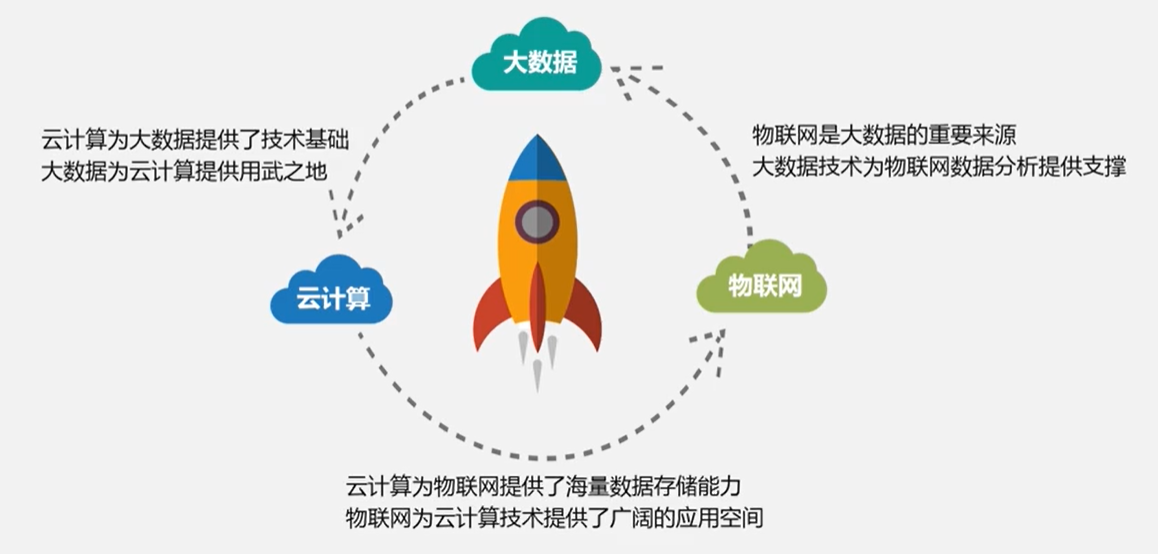 大数据
云计算为大数据提供了技术基础
大数据为云计算提供用武之地
物联网是大数据的重要来源
大数据技术为物联网数据分析提供支撑
云计算
物联网
云计算为物联网提供了海量数据存储能力
物联网为云计算技术提供了广阔的应用空间